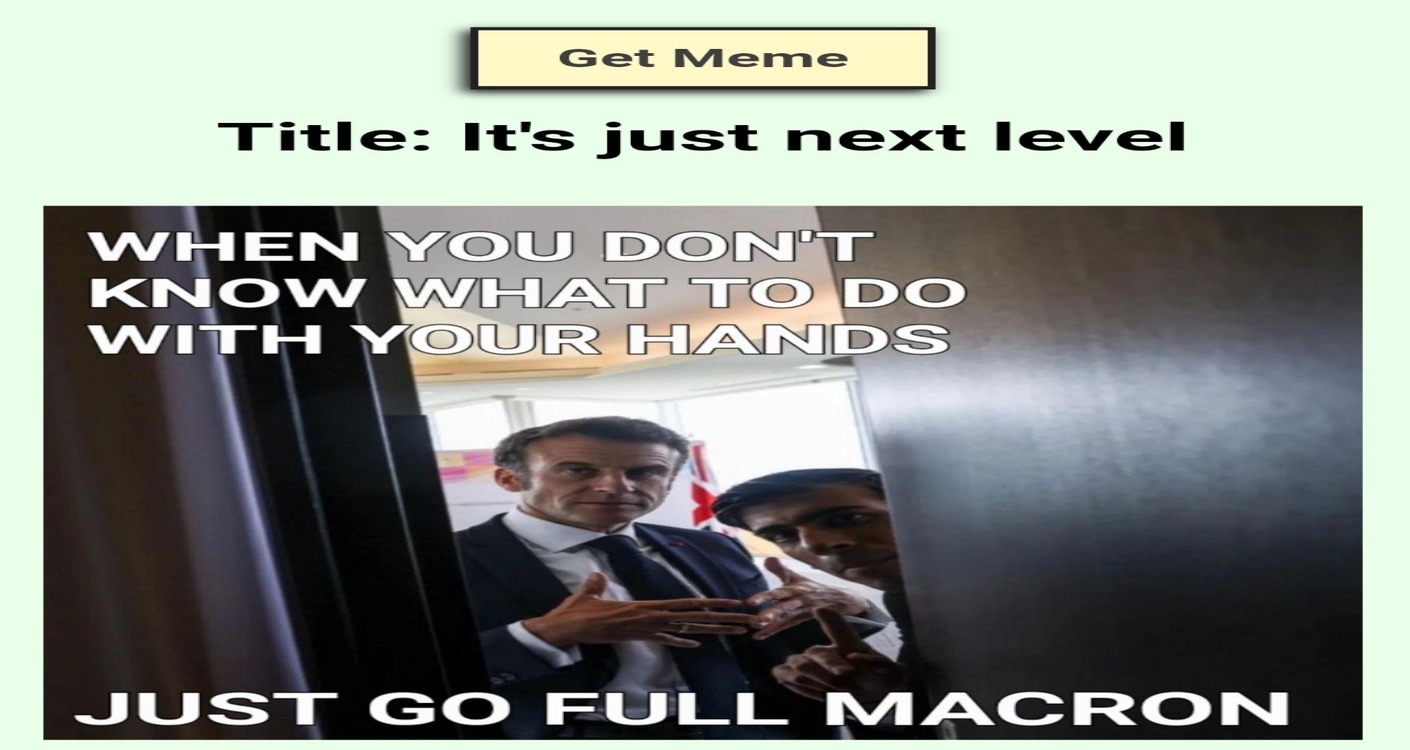 Get Meme
Title: It's just next level
WHEN YOU DON'T
KNOW WHAT TO DO
WITH YOUR HANDS
JUST GO FULL MACRON